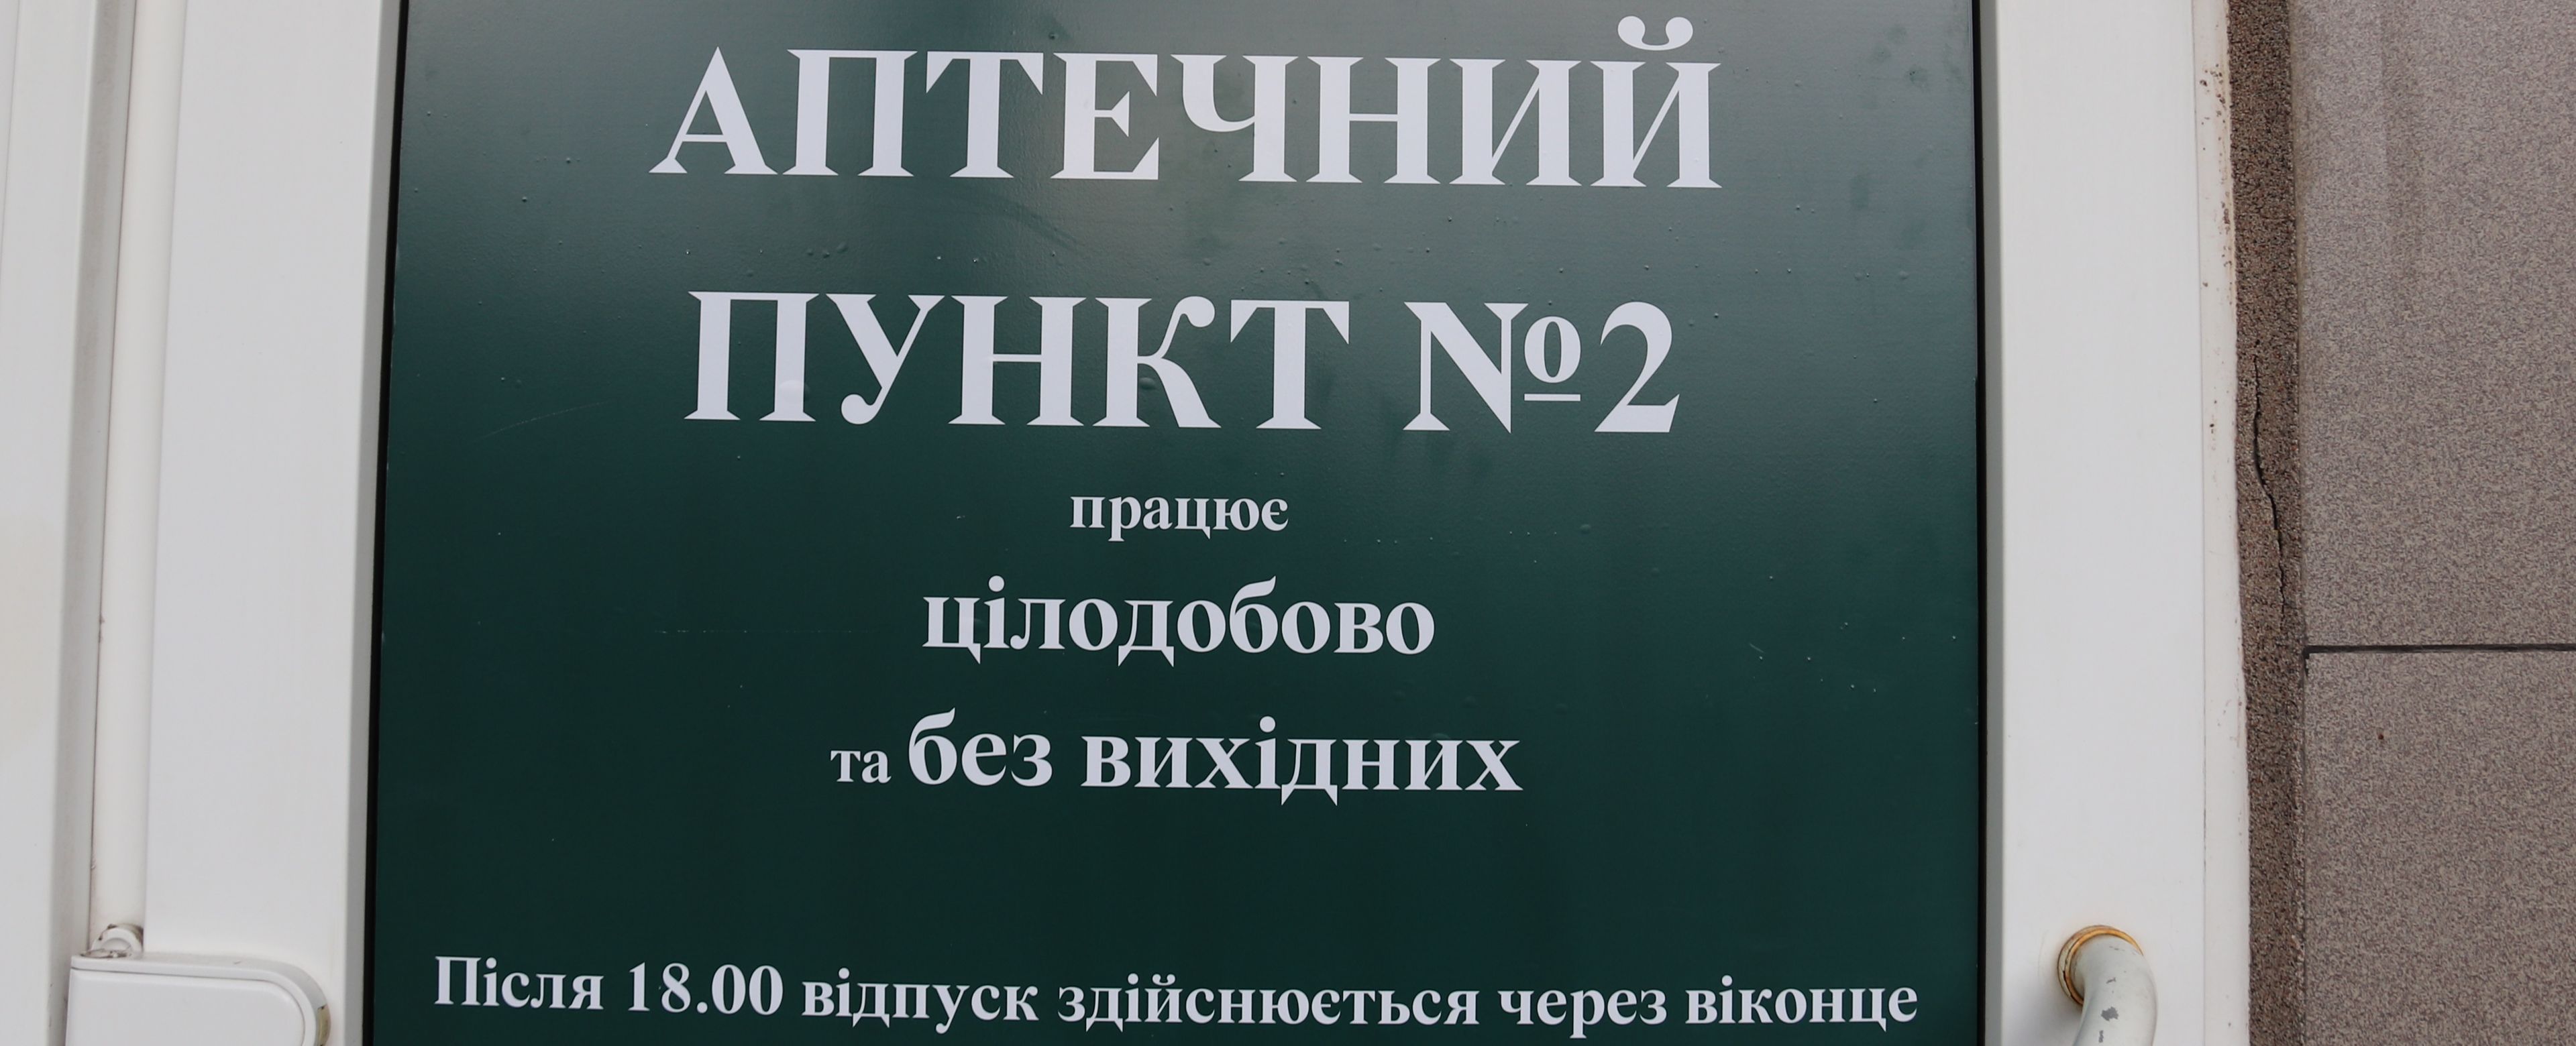 АПТЕЧНИЙ
ПУНКТ №2
працює
цілодобово
та без вихідних
Після 18.00 відпуск здійснюється через віконце